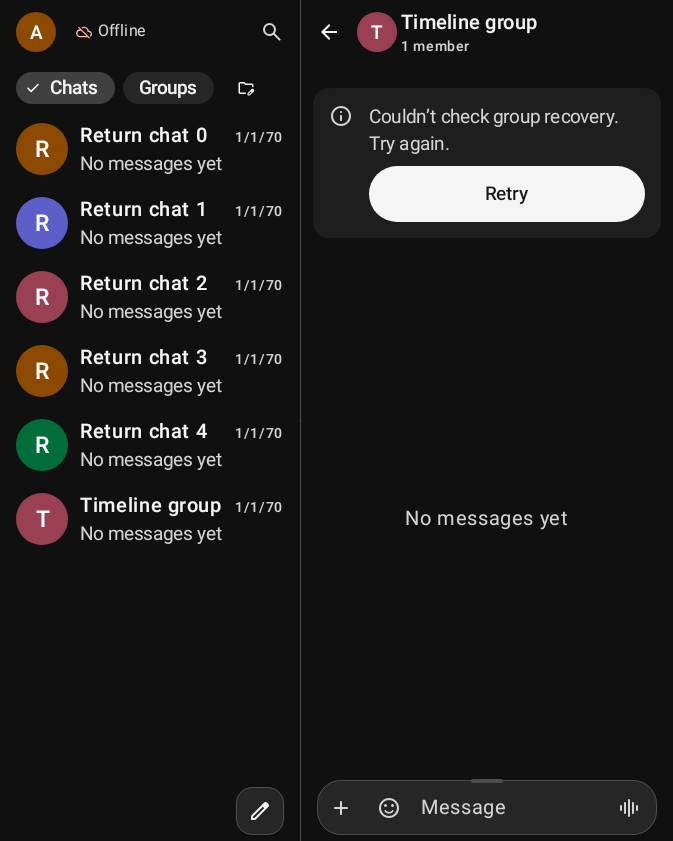 A
Offline
Chats
Groups
R
Return chat 0
1/1/70
No messages yet
R
Return chat 1
1/1/70
No messages yet
R
Return chat 2
1/1/70
No messages yet
R
Return chat 3
1/1/70
No messages yet
R
Return chat 4
1/1/70
No messages yet
T
Timeline group
1/1/70
No messages yet
T
Timeline group
1 member
Couldn’t check group recovery.
Try again.
Retry
No messages yet
Message